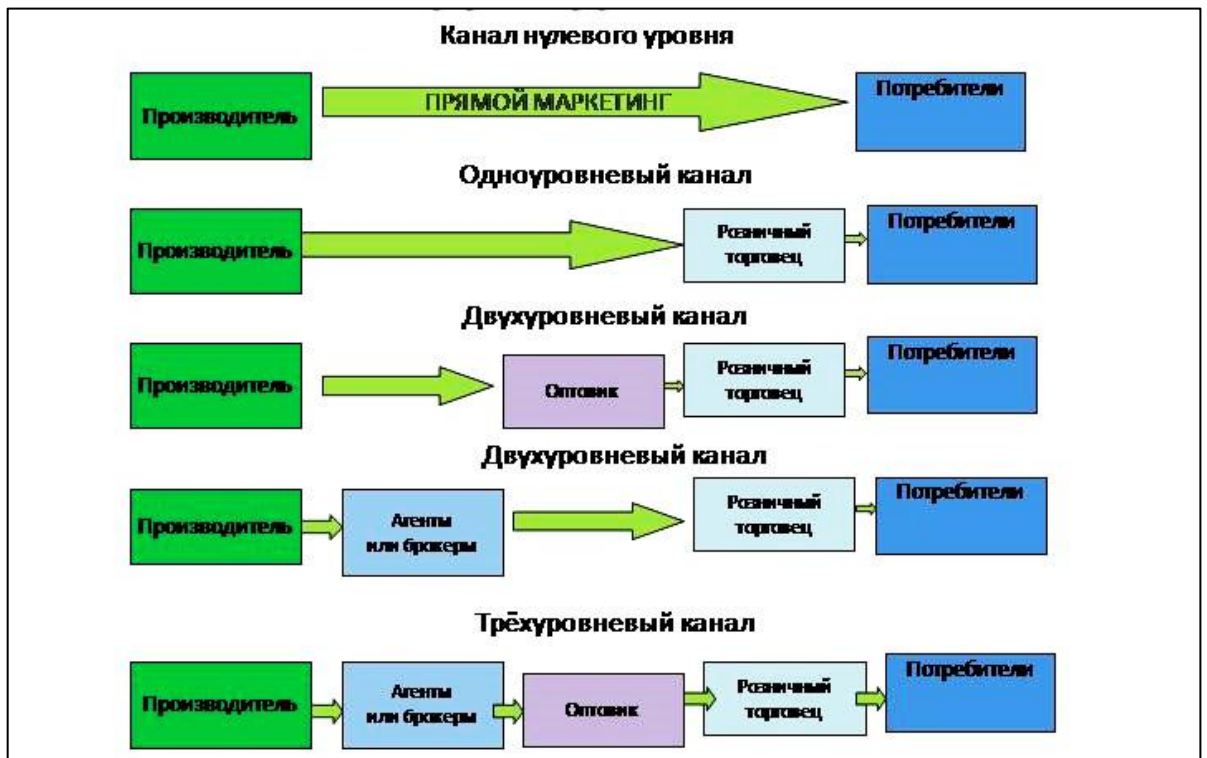 Канал нулевого уровня
Производитель
ПРЯМОЙ МАРКЕТИНГ
Потребители
Одноуровневый канал
Производитель
Розничный
торговец
Потребители
Двухуровневый канал
Производитель
Оптовик
Розничный
торговец
Потребители
Двухуровневый канал
Производитель
Агенты
или брокеры
Розничный
торговец
Потребители
Трёхуровневый канал
Производитель
Агенты
или брокеры
Оптовик
Розничный
торговец
Потребители